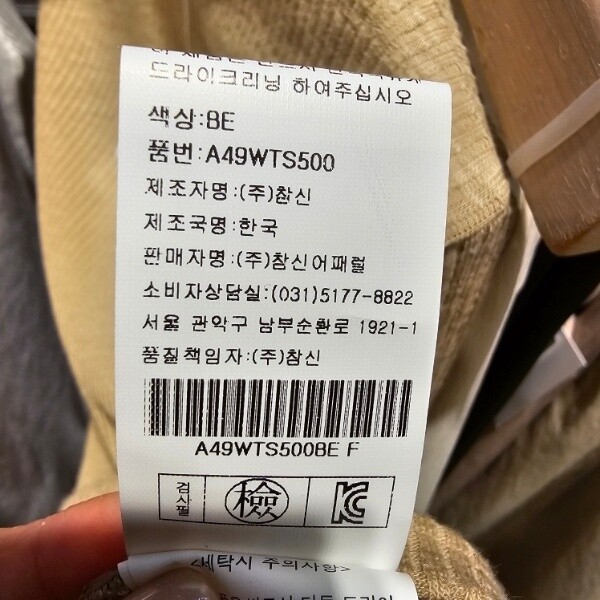 드라이크리닝 하여주십시오
색상:BE
품번:A49WTS500
제조자명:(주)참신
제조국명:한국
판매자명:(주)참신어패럴
소비자상담실:(031)5177-8822
서울 관악구 남부순환로 1921-1
품질책임자:(주)참신
A49WTS500BE F
검사필 檢 KC
<세탁시 주의사항>